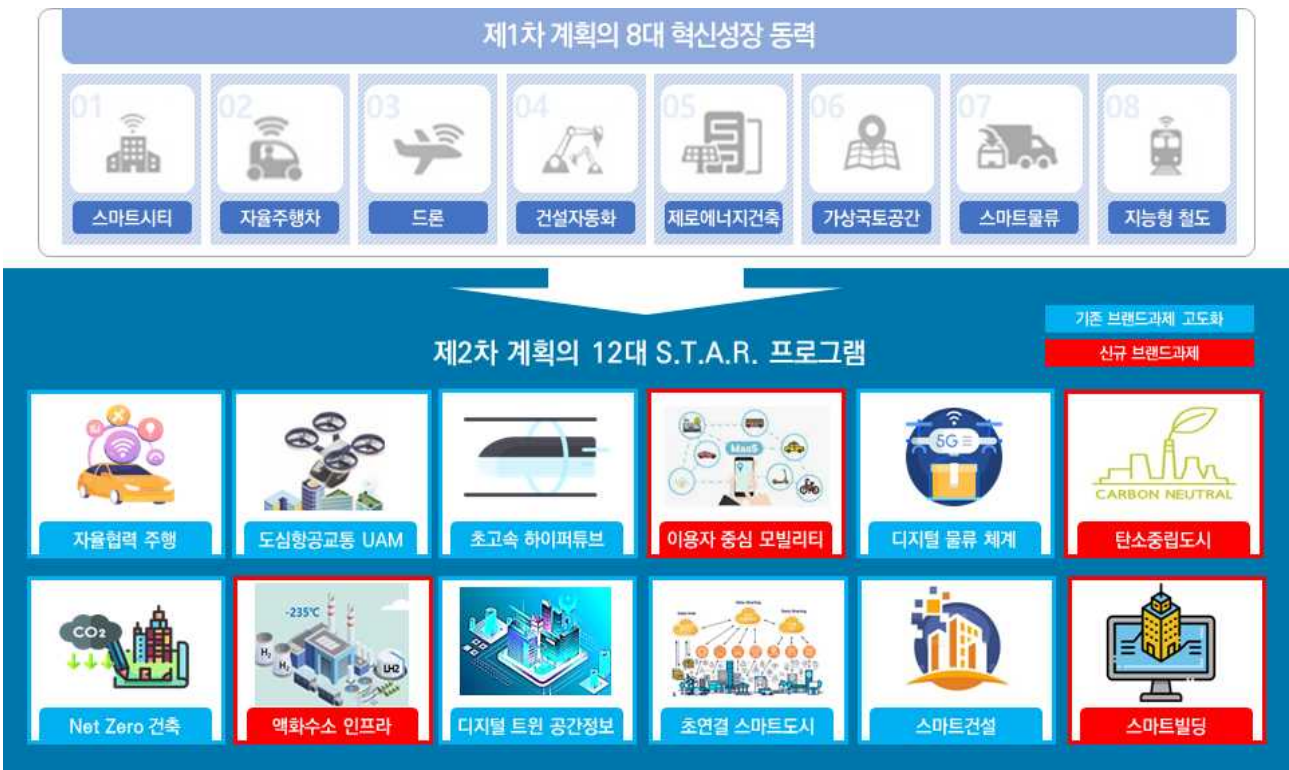 제1차 계획의 8대 혁신성장 동력
01
02
03
04
05
06
07
08
스마트시티
자율주행차
드론
건설자동화
제로에너지건축
가상국토공간
스마트물류
지능형 철도
기존 브랜드과제 고도화
제2차 계획의 12대 S.T.A.R. 프로그램
신규 브랜드과제
MaaS
5G
CARBON NEUTRAL
자율협력 주행
도심항공교통 UAM
초고속 하이퍼튜브
이용자 중심 모빌리티
디지털 물류 체계
탄소중립도시
CO2
-235℃
H₂
H₂
LH2
Net Zero 건축
액화수소 인프라
디지털 트윈 공간정보
초연결 스마트도시
스마트건설
스마트빌딩